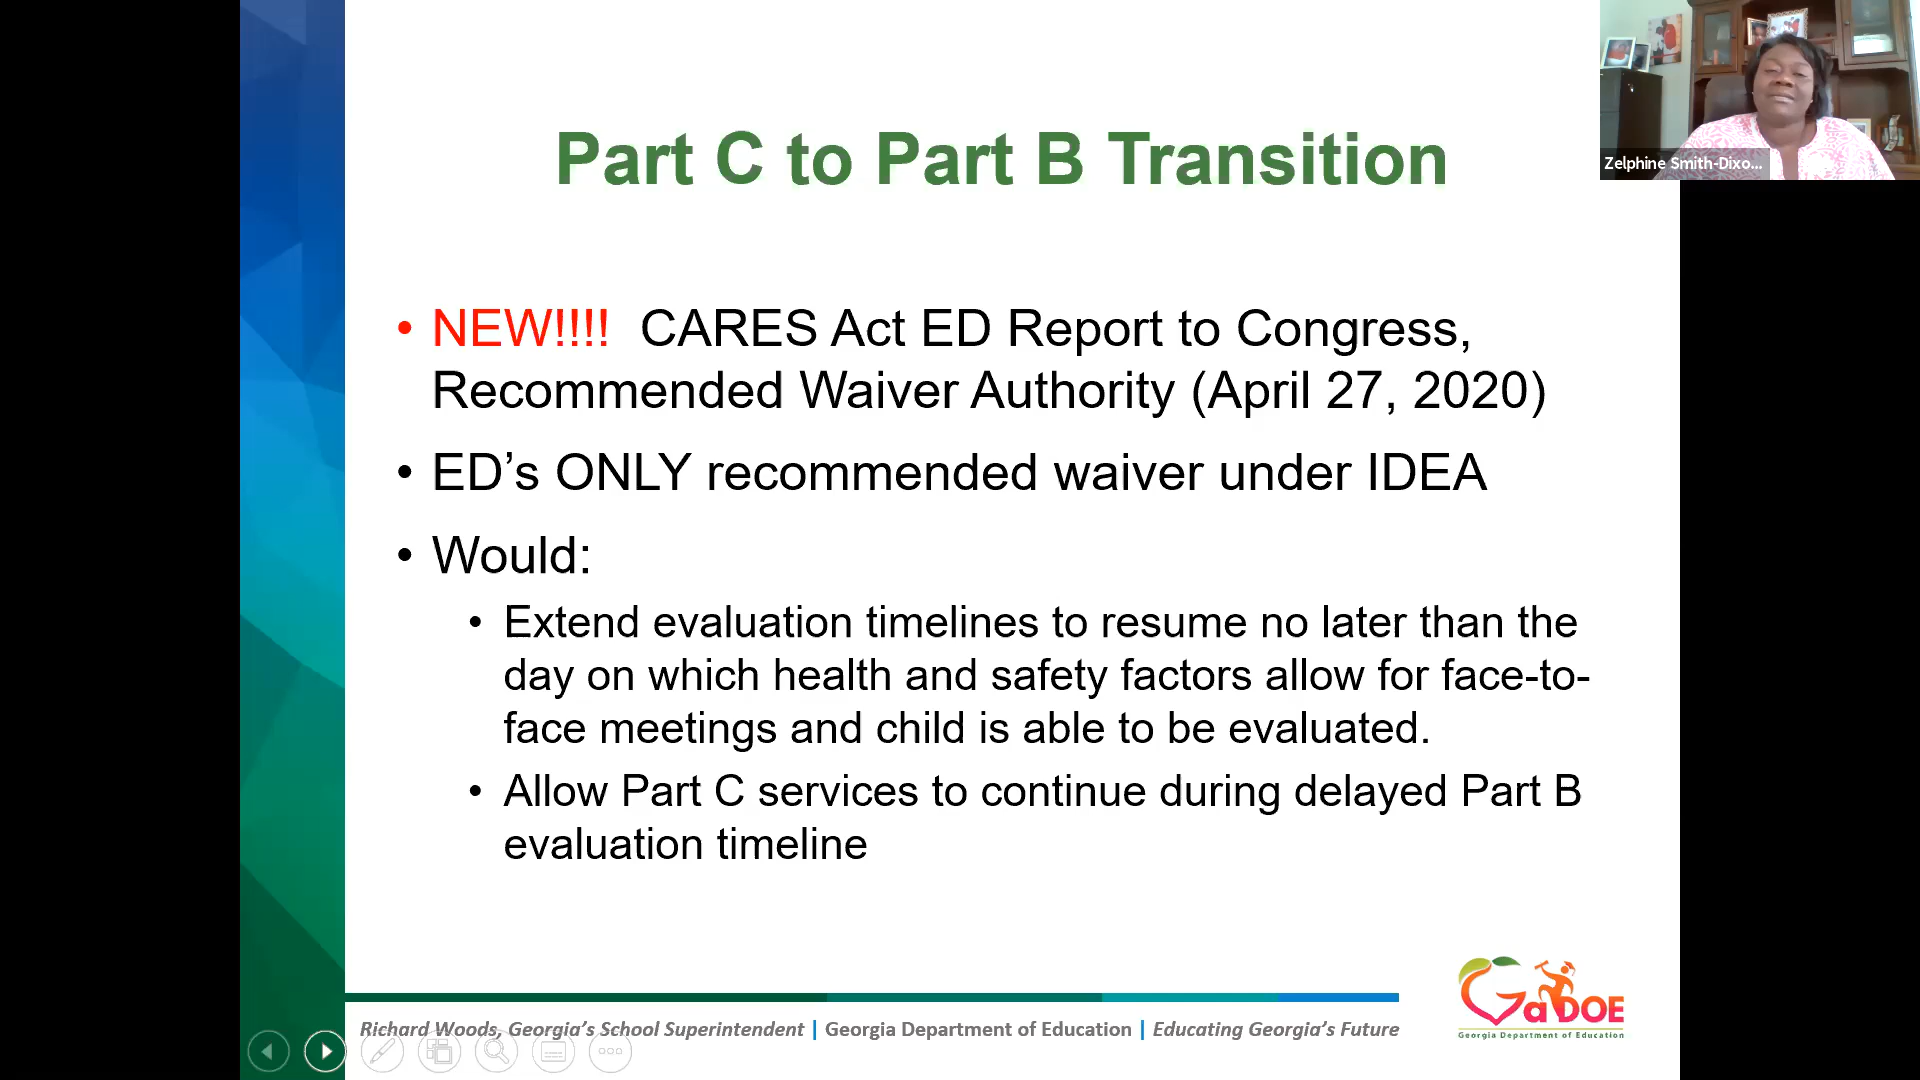 Part C to Part B Transition
Zelphine Smith-Dixo...
• NEW!!!! CARES Act ED Report to Congress,
Recommended Waiver Authority (April 27, 2020)
• ED’s ONLY recommended waiver under IDEA
• Would:
• Extend evaluation timelines to resume no later than the
day on which health and safety factors allow for face-to-
face meetings and child is able to be evaluated.
• Allow Part C services to continue during delayed Part B
evaluation timeline
GaDOE
Georgia Department of Education
Richard Woods, Georgia’s School Superintendent | Georgia Department of Education | Educating Georgia’s Future